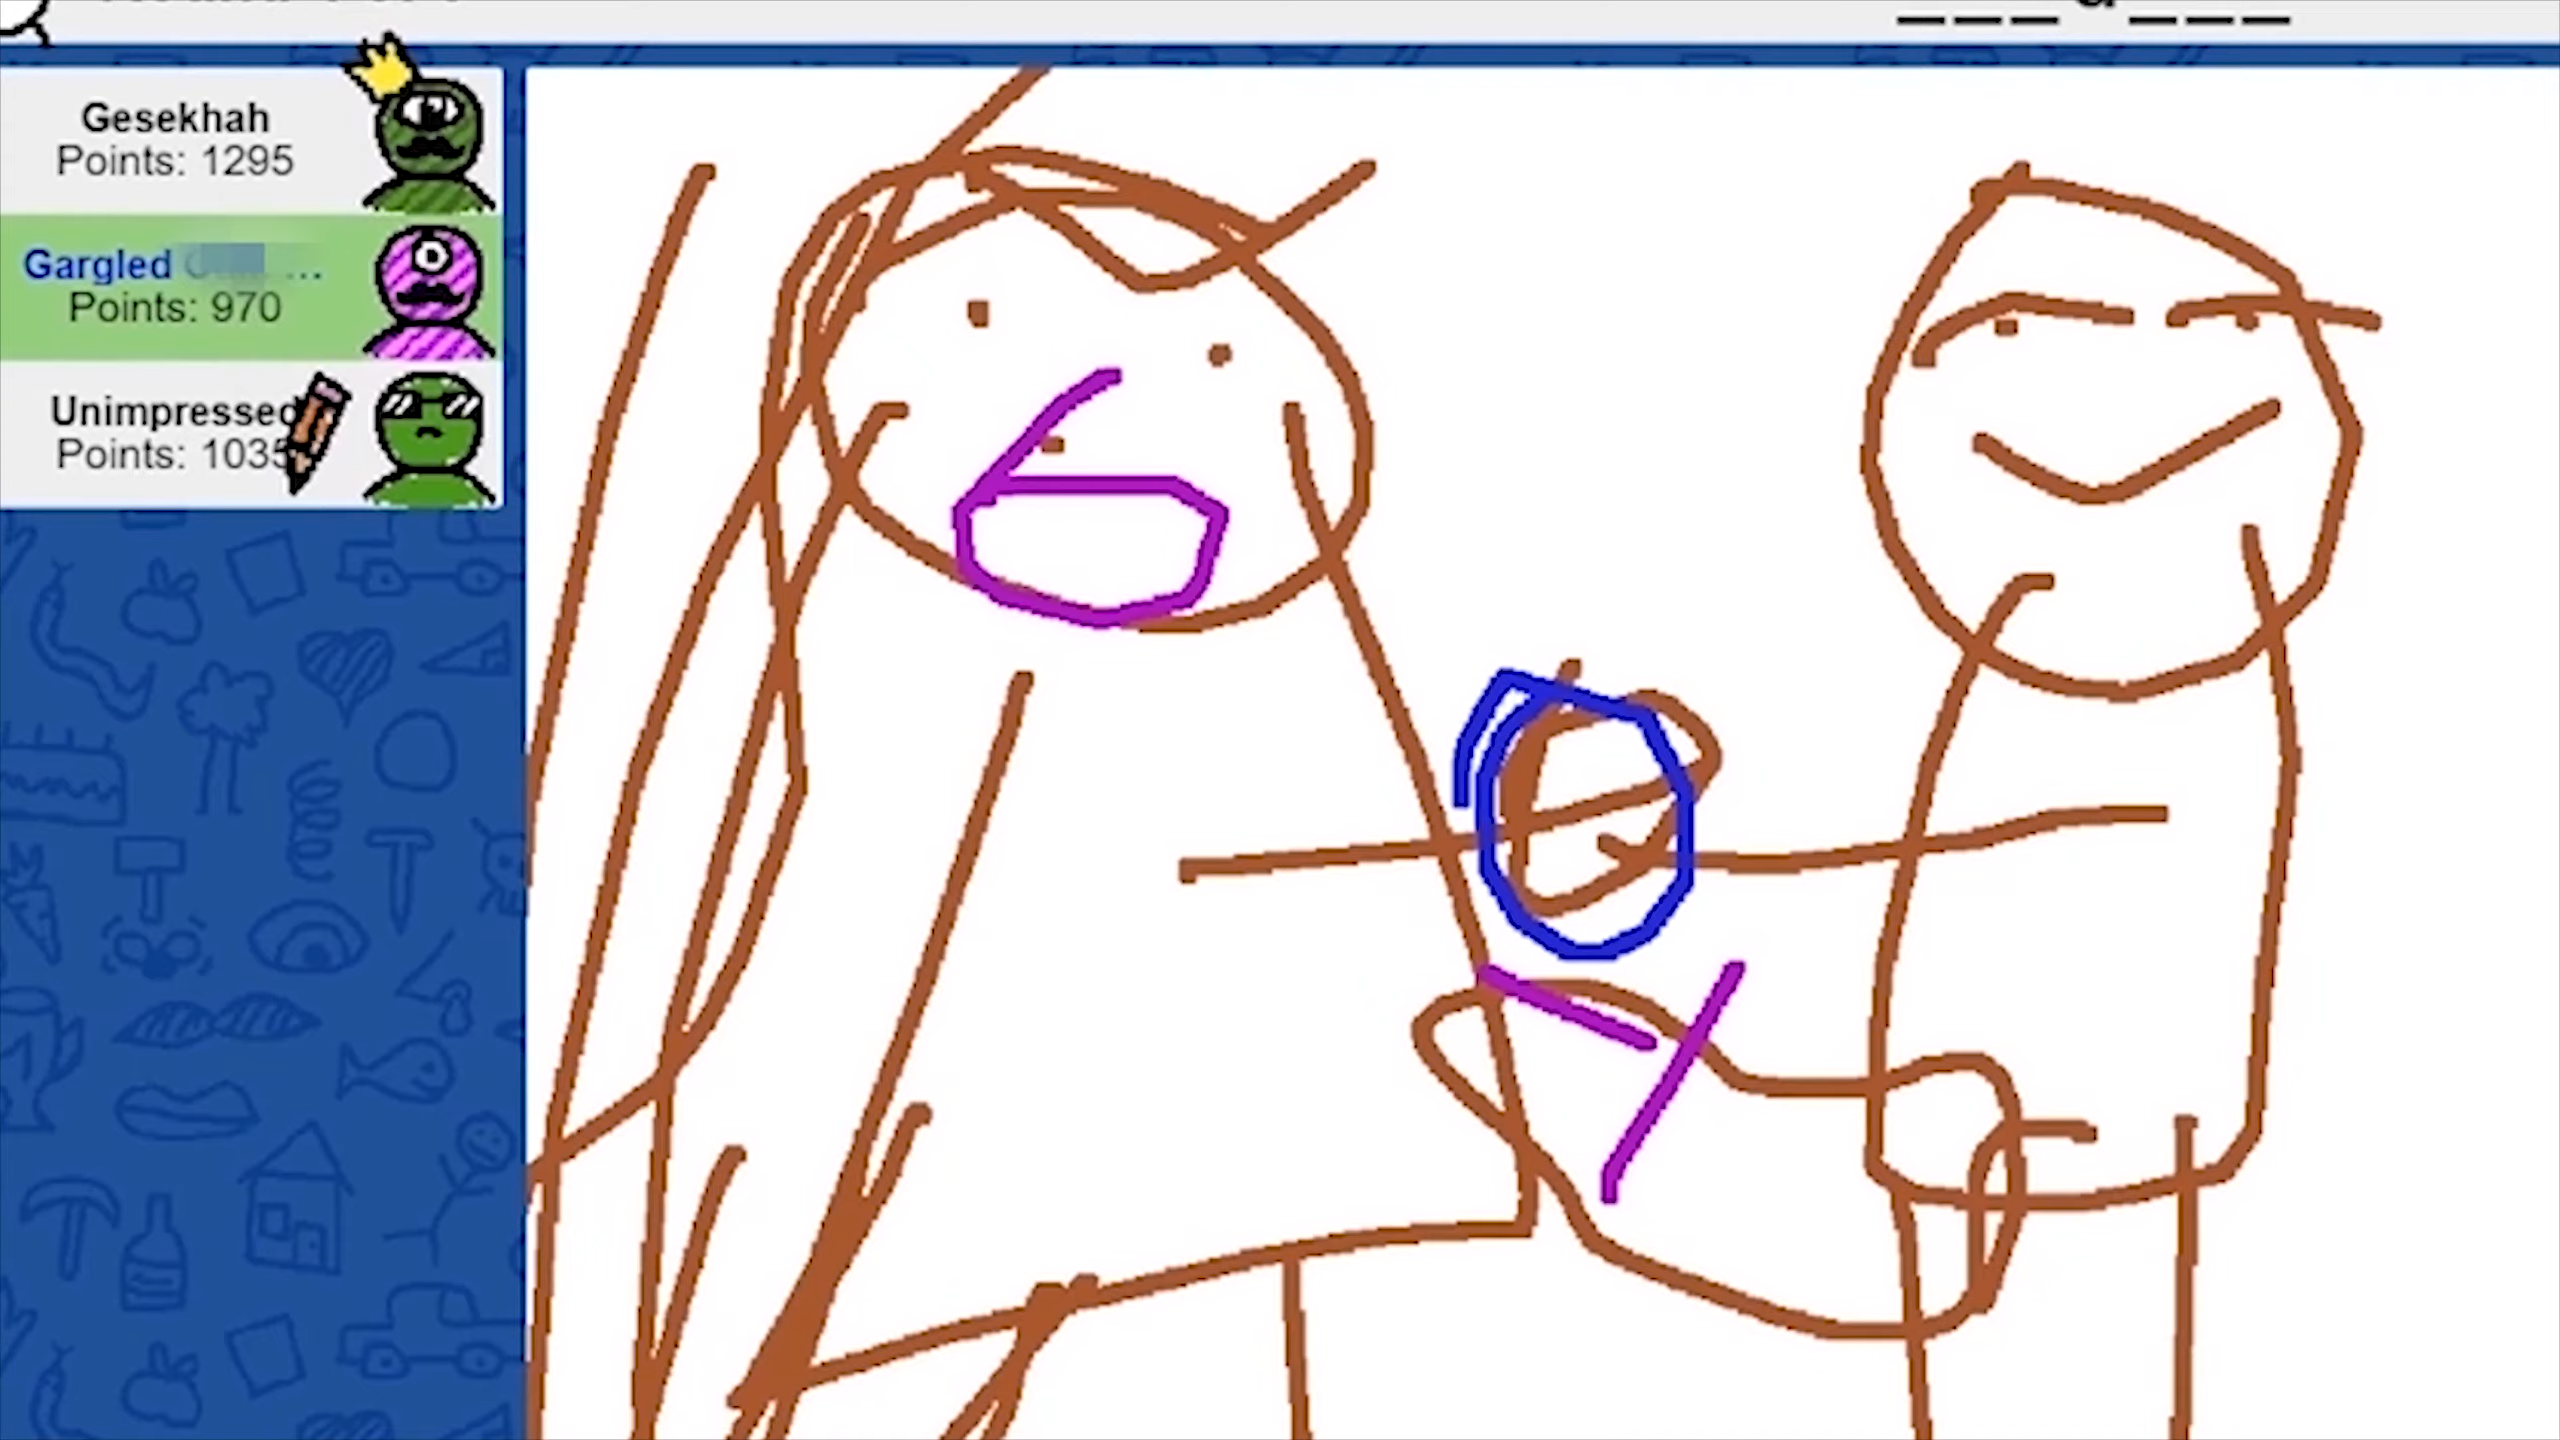 Gesekhah
Points: 1295
Gargled ...
Points: 970
Unimpressed
Points: 1035